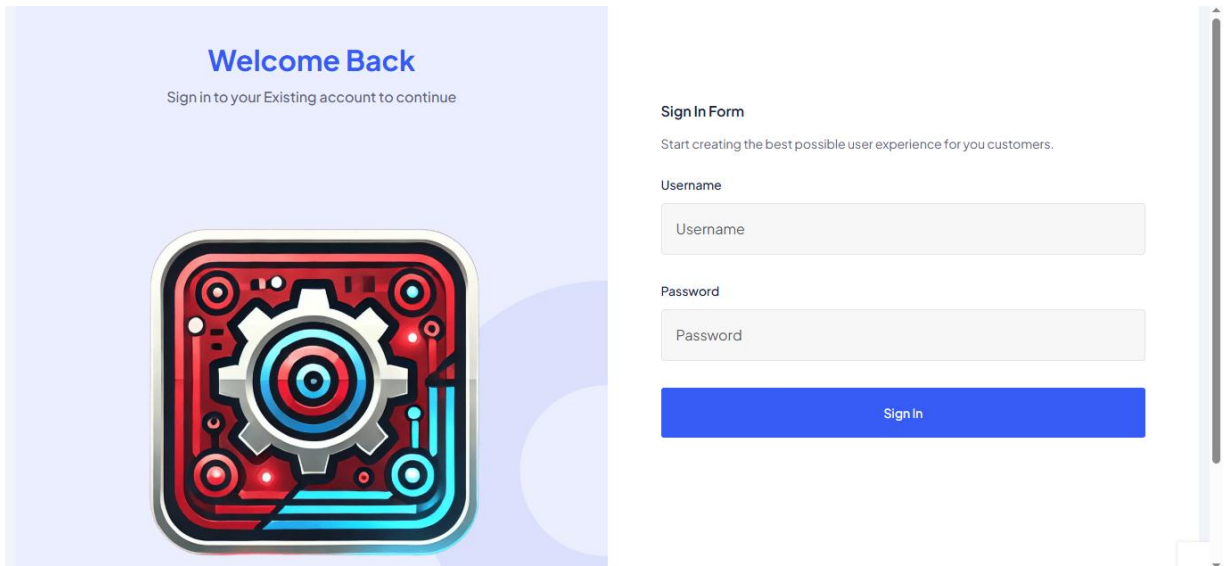 Welcome Back
Sign in to your Existing account to continue
Sign In Form
Start creating the best possible user experience for you customers.
Username
Username
Password
Password
Sign In